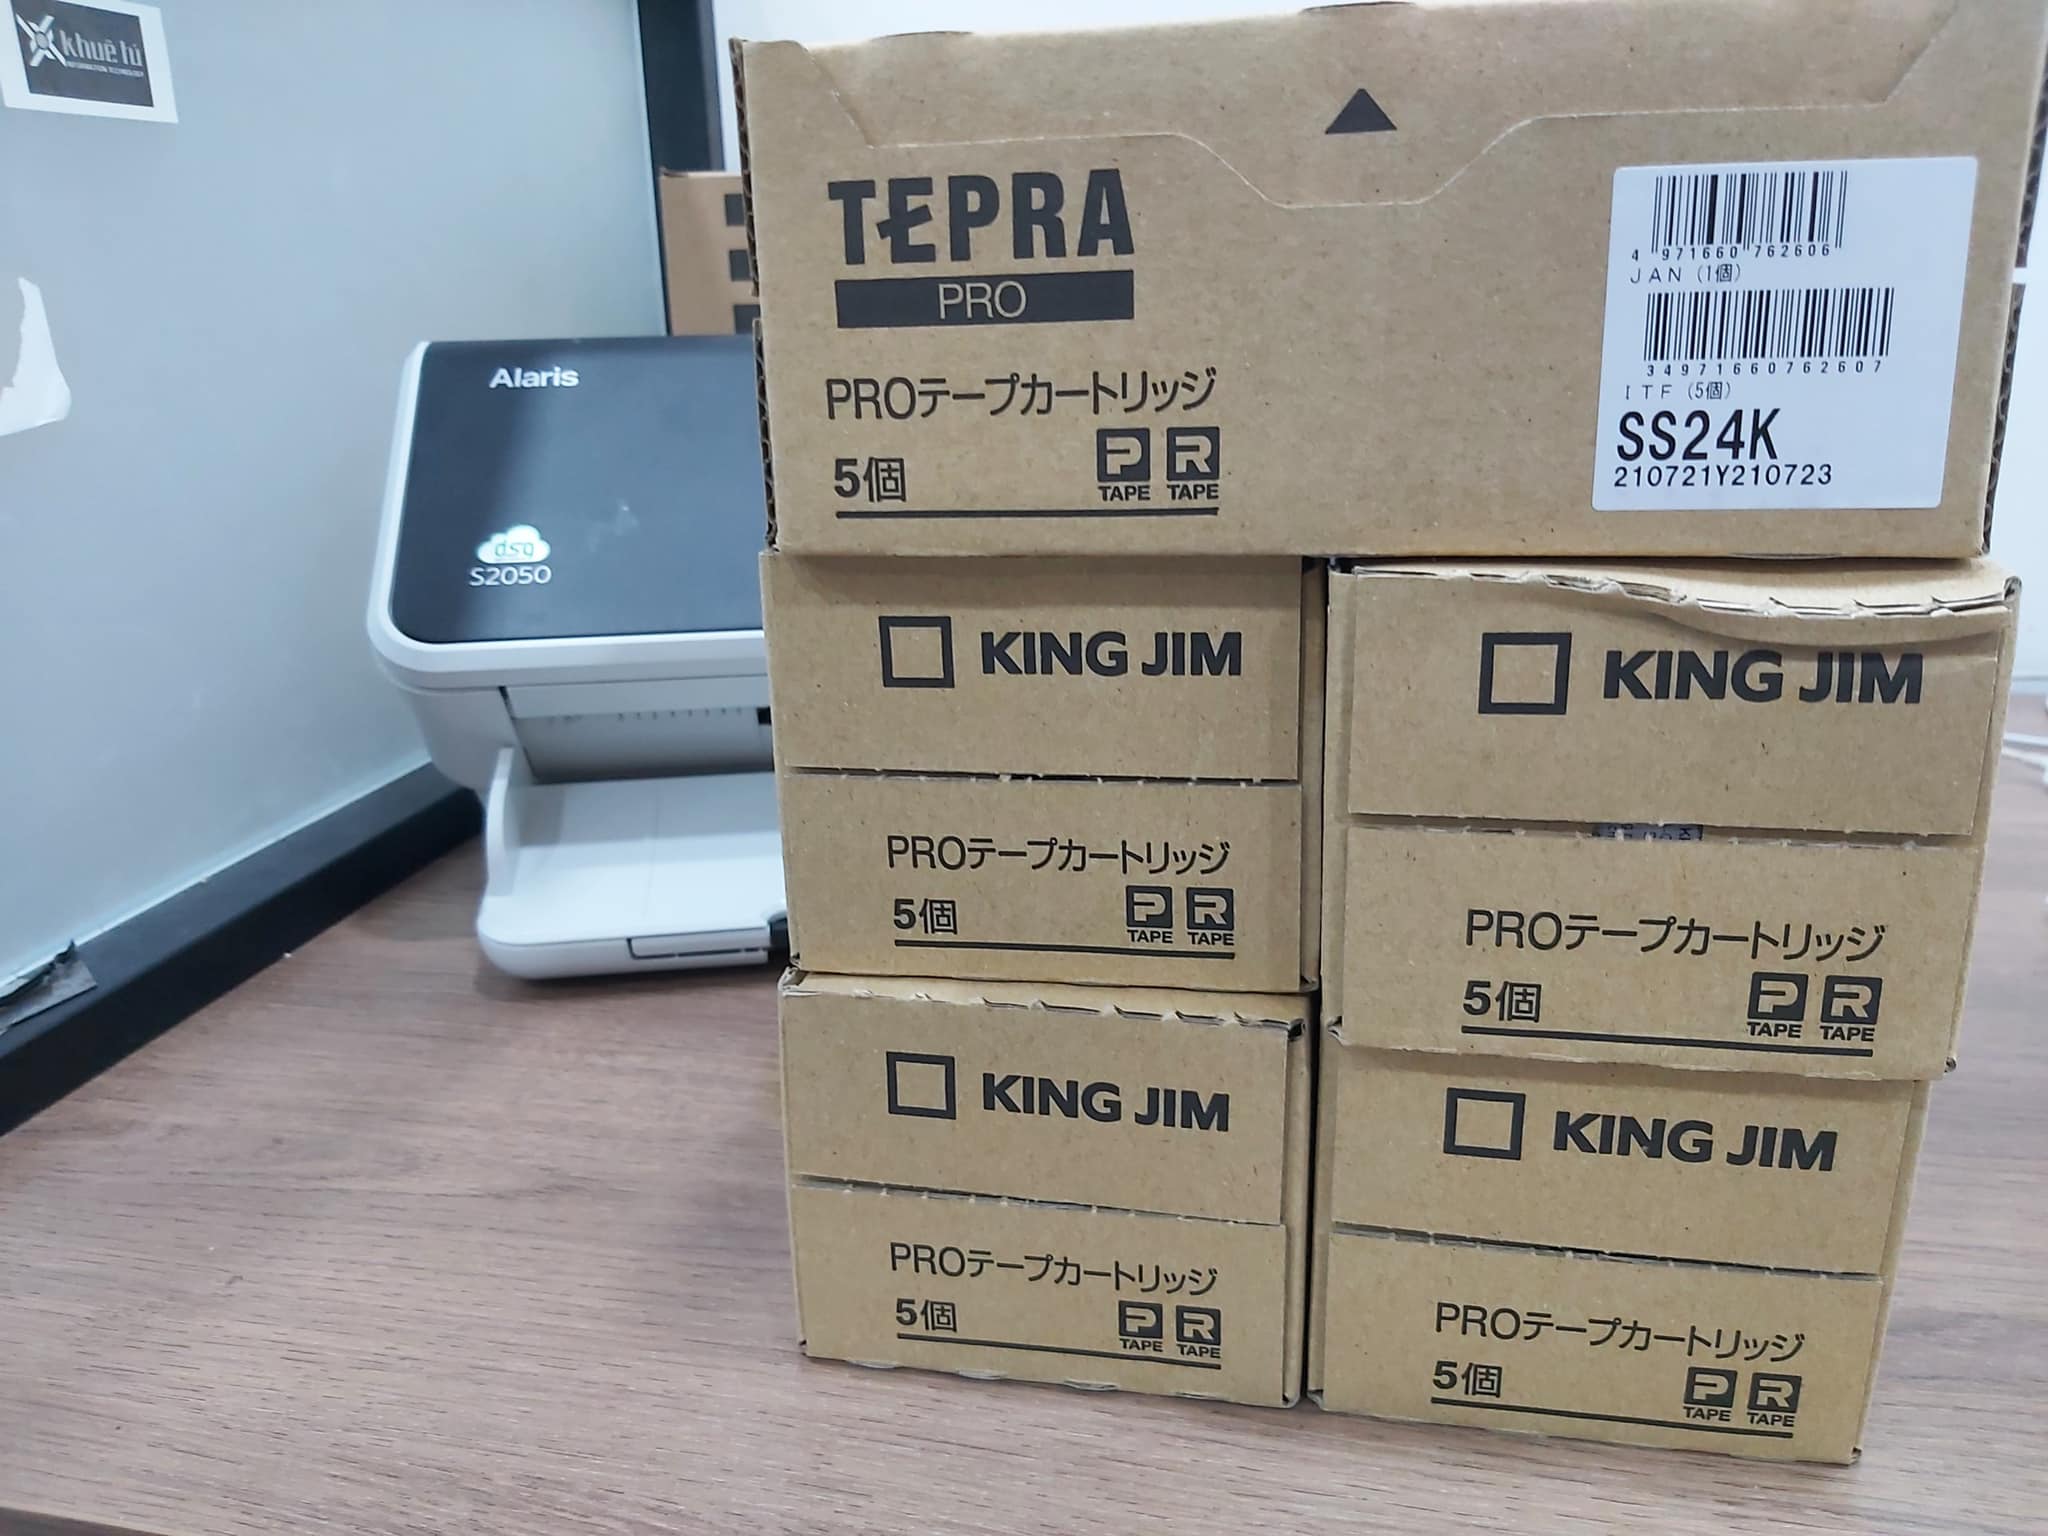 khuê tú
INFORMATION TECHNOLOGY
Alaris
dsg
S2050
TEPRA
PRO
PROテープカートリッジ
5個
P TAPE R TAPE
4 971660 762606
JAN (1個)
34971660762607
ITF (5個)
SS24K
210721Y210723
KING JIM
PROテープカートリッジ
5個
P TAPE R TAPE
KING JIM
PROテープカートリッジ
5個
P TAPE R TAPE
KING JIM
PROテープカートリッジ
5個
P TAPE R TAPE
KING JIM
PROテープカートリッジ
5個
P TAPE R TAPE